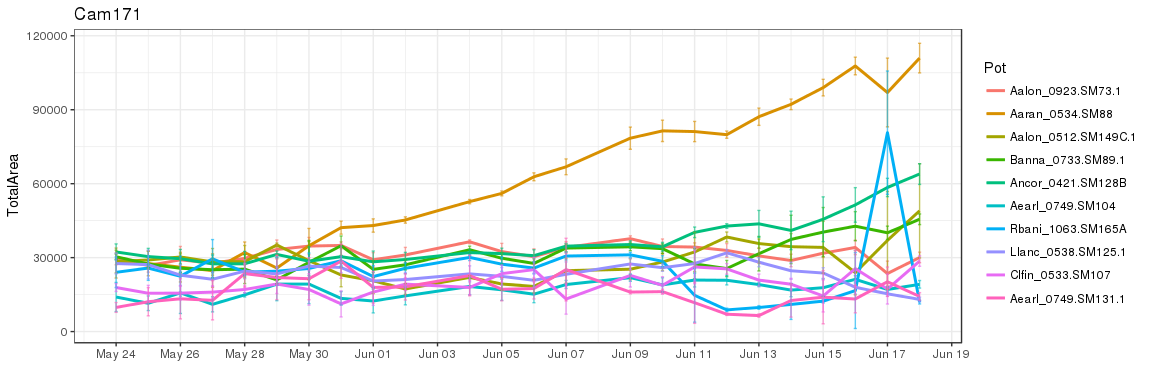 Cam171
TotalArea
120000
90000
60000
30000
0
May 24 May 26 May 28 May 30 Jun 01 Jun 03 Jun 05 Jun 07 Jun 09 Jun 11 Jun 13 Jun 15 Jun 17 Jun 19
Pot
Aalon_0923.SM73.1
Aaran_0534.SM88
Aalon_0512.SM149C.1
Banna_0733.SM89.1
Ancor_0421.SM128B
Aearl_0749.SM104
Rbani_1063.SM165A
Llanc_0538.SM125.1
Clfin_0533.SM107
Aearl_0749.SM131.1